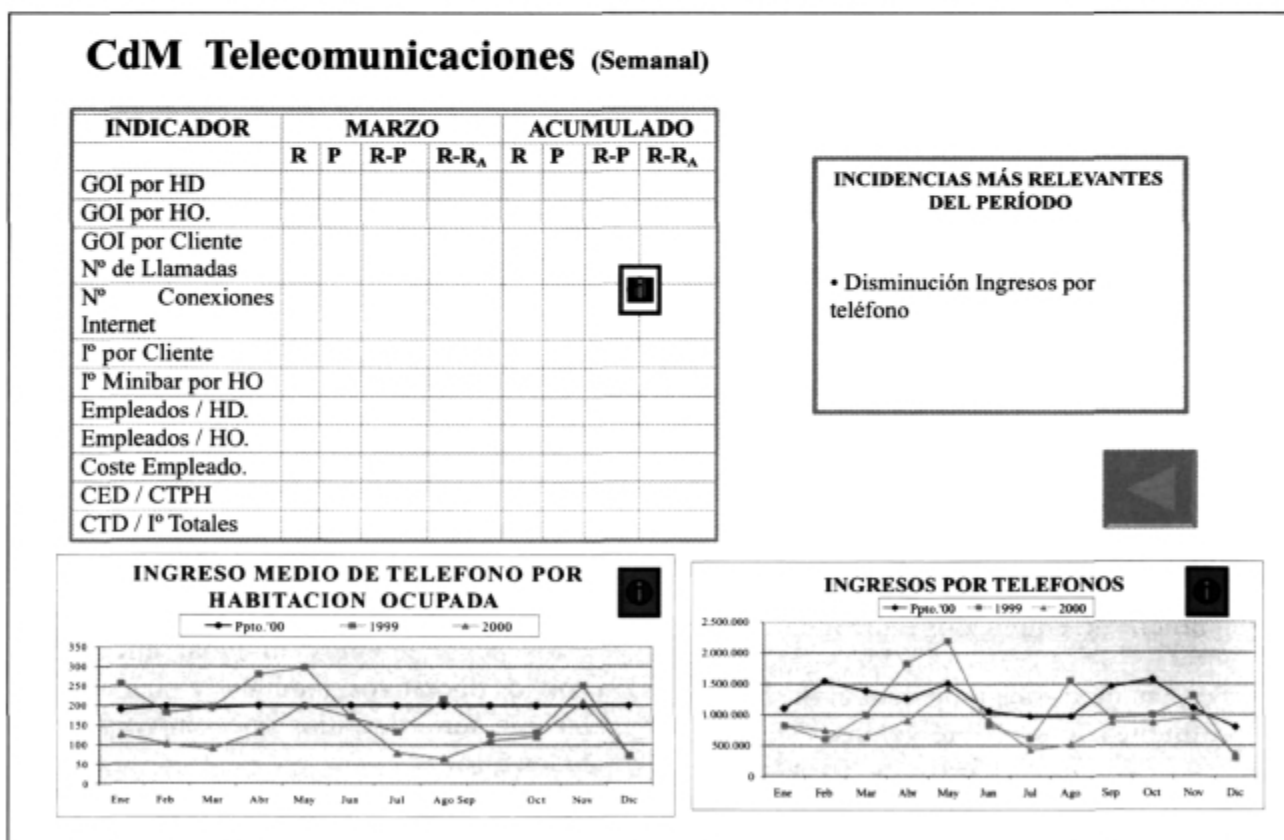 CdM Telecomunicaciones (Semanal)
INDICADOR MARZO ACUMULADO
R P R-P R-RA R P R-P R-RA
GOI por HD
GOI por HO.
GOI por Cliente
Nº de Llamadas
Nº Conexiones
Internet
Iº por Cliente
Iº Minibar por HO
Empleados / HD.
Empleados / HO.
Coste Empleado.
CED / CTPH
CTD / Iº Totales
i
INCIDENCIAS MÁS RELEVANTES
DEL PERÍODO
• Disminución Ingresos por
teléfono
INGRESO MEDIO DE TELEFONO POR
HABITACION OCUPADA
i
Ppto.'00 1999 2000
350
300
250
200
150
100
50
0
Ene Feb Mar Abr May Jun Jul Ago Sep Oct Nov Dic
INGRESOS POR TELEFONOS
i
Ppto.'00 1999 2000
2.500.000
2.000.000
1.500.000
1.000.000
500.000
0
Ene Feb Mar Abr May Jun Jul Ago Sep Oct Nov Dic